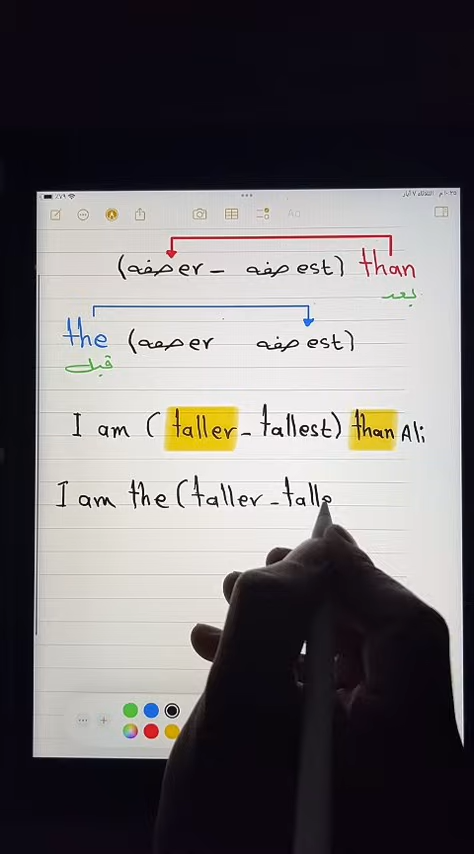 (صفه er – صفه est) than
بعد
the (صفه er صفه est)
قبل
I am (taller - tallest) than Ali
I am the (taller - talle